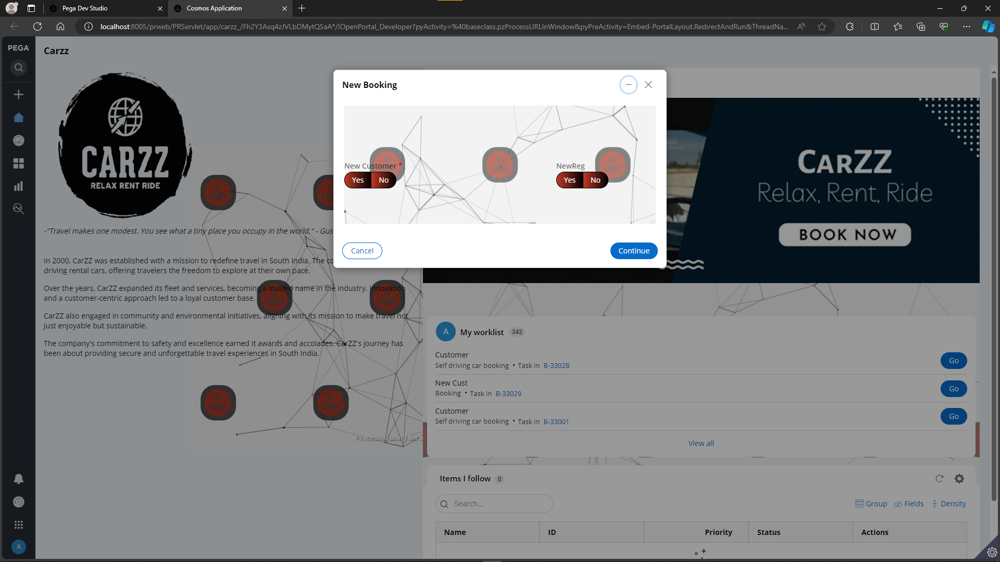 Pega Dev Studio
Cosmos Application
localhost:8005/prweb/PRServlet/app/carzz_/Fh2Y3Asq4zJVLbDMytQSaA*/!OpenPortal_Developer?pyActivity=%40baseclass.pzProcessURLInWindow&pyPreActivity=Embed-PortalLayout.RedirectAndRun&ThreadNa...
PEGA
Carzz
CARZZ
RELAX RENT RIDE
-"Travel makes one modest. You see what a tiny place you occupy in the world." - Gus
In 2000, CarZZ was established with a mission to redefine travel in South India. The co
driving rental cars, offering travelers the freedom to explore at their own pace.
Over the years, CarZZ expanded its fleet and services, becoming a trusted name in the industry. Innovation
and a customer-centric approach led to a loyal customer base.
CarZZ also engaged in community and environmental initiatives, aligning with its mission to make travel not
just enjoyable but sustainable.
The company's commitment to safety and excellence earned it awards and accolades. CarZZ's journey has
been about providing secure and unforgettable travel experiences in South India.
Processed using the
New Booking
New Customer *
Yes No
NewReg
Yes No
Cancel
Continue
CARZZ
Relax, Rent, Ride
BOOK NOW
A
My worklist 342
Customer
Self driving car booking • Task in B-33028
Go
New Cust
Booking • Task in B-33029
Go
Customer
Self driving car booking • Task in B-33001
Go
View all
Items I follow 0
Search...
Group Fields Density
Name ID Priority Status Actions
A